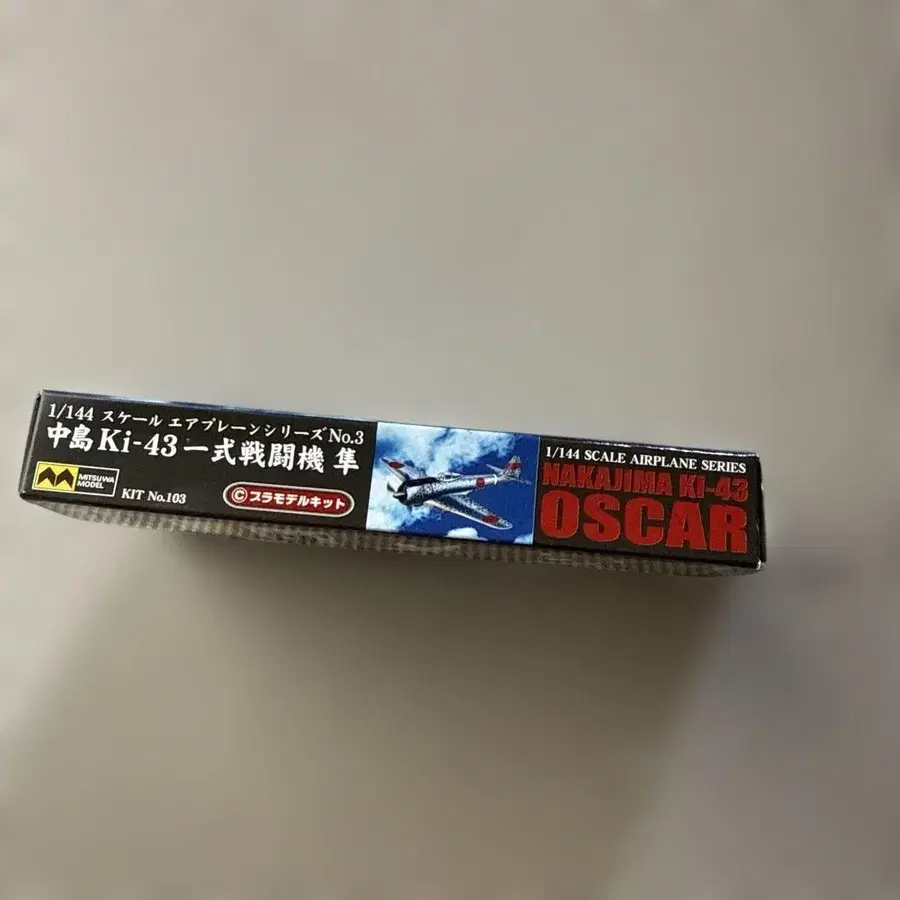 1/144 スケール エアプレーンシリーズ No.3
中島 Ki-43 一式戦闘機 隼
MITSUWA
MODEL
KIT No.103
Ⓒプラモデルキット
1/144 SCALE AIRPLANE SERIES
NAKAJIMA Ki-43
OSCAR